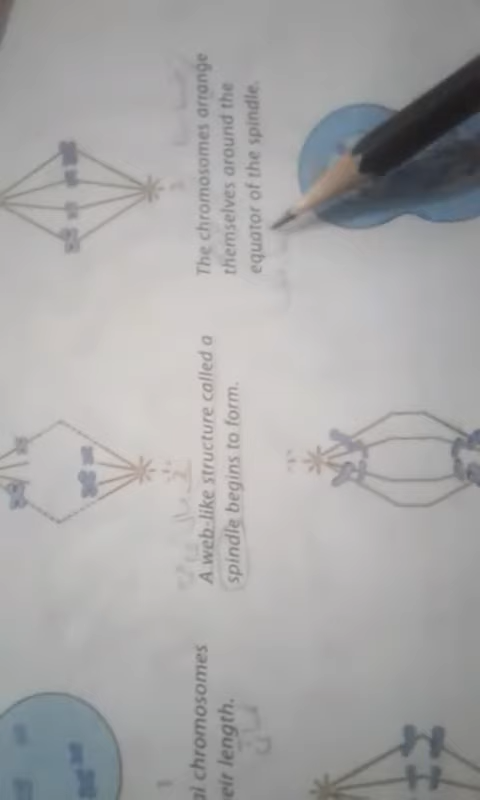 al chromosomes
eir length.
A web-like structure called a
spindle begins to form.
The chromosomes arrange
themselves around the
equator of the spindle.